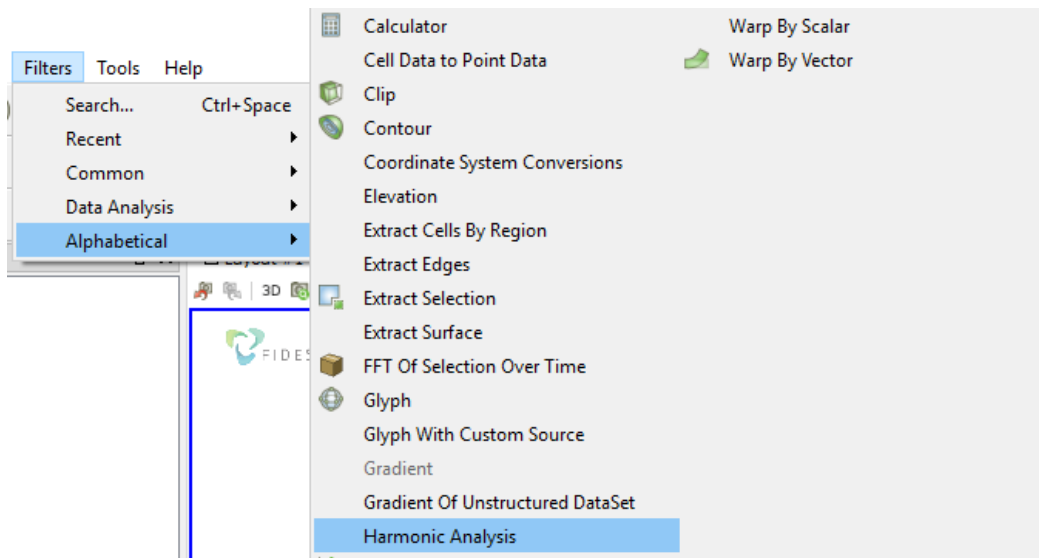 Filters Tools Help
Search... Ctrl+Space
Recent
Common
Data Analysis
Alphabetical
3D
FIDES
Calculator
Cell Data to Point Data
Clip
Contour
Coordinate System Conversions
Elevation
Extract Cells By Region
Extract Edges
Extract Selection
Extract Surface
FFT Of Selection Over Time
Glyph
Glyph With Custom Source
Gradient
Gradient Of Unstructured DataSet
Harmonic Analysis
Warp By Scalar
Warp By Vector